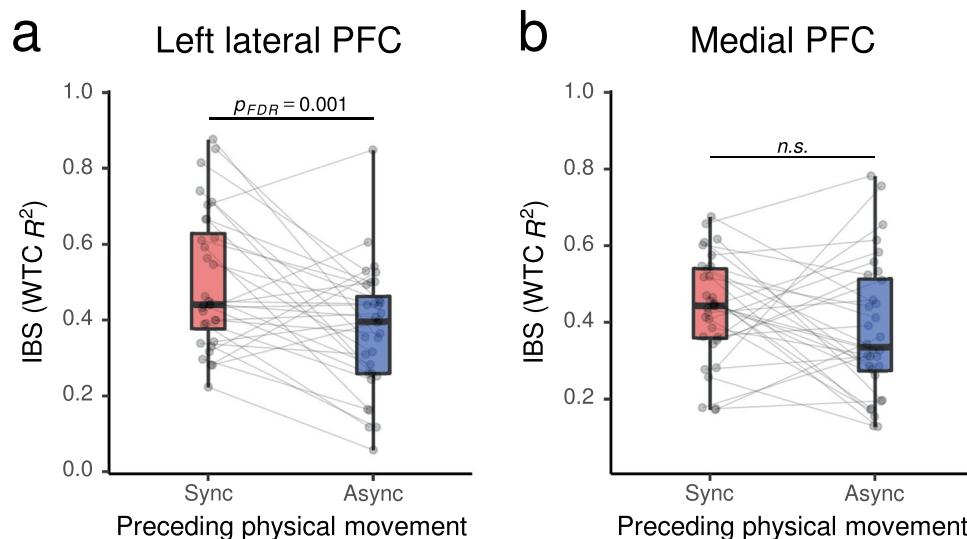 a
Left lateral PFC
1.0
0.8
0.6
0.4
0.2
0.0
IBS (WTC R²)
p_FDR = 0.001
Sync
Async
Preceding physical movement
b
Medial PFC
1.0
0.8
0.6
0.4
0.2
IBS (WTC R²)
n.s.
Sync
Async
Preceding physical movement